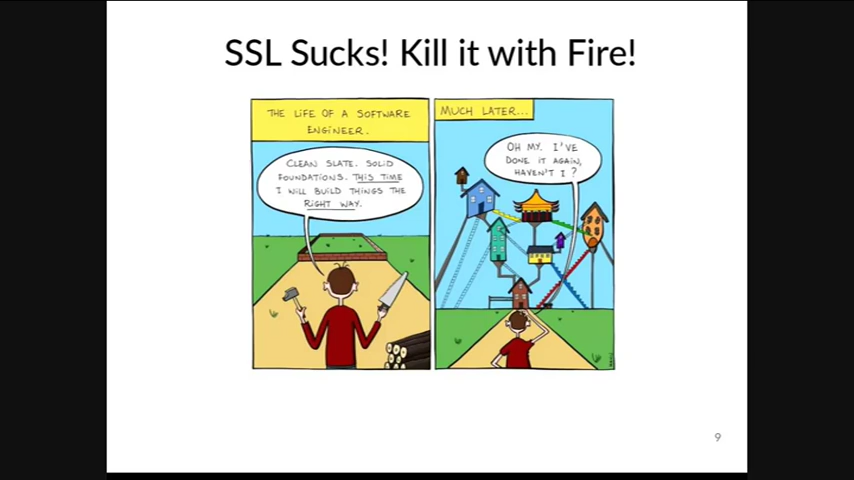 SSL Sucks! Kill it with Fire!
THE LIFE OF A SOFTWARE
ENGINEER.
CLEAN SLATE. SOLID
FOUNDATIONS. THIS TIME
I WILL BUILD THINGS THE
RIGHT WAY.
MUCH LATER...
OH MY. I'VE
DONE IT AGAIN,
HAVEN'T I?
9